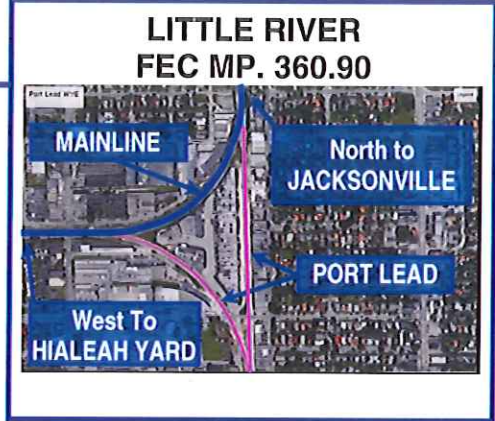 LITTLE RIVER
FEC MP. 360.90
Port Lead WYE
MAINLINE
North to
JACKSONVILLE
PORT LEAD
West To
HIALEAH YARD